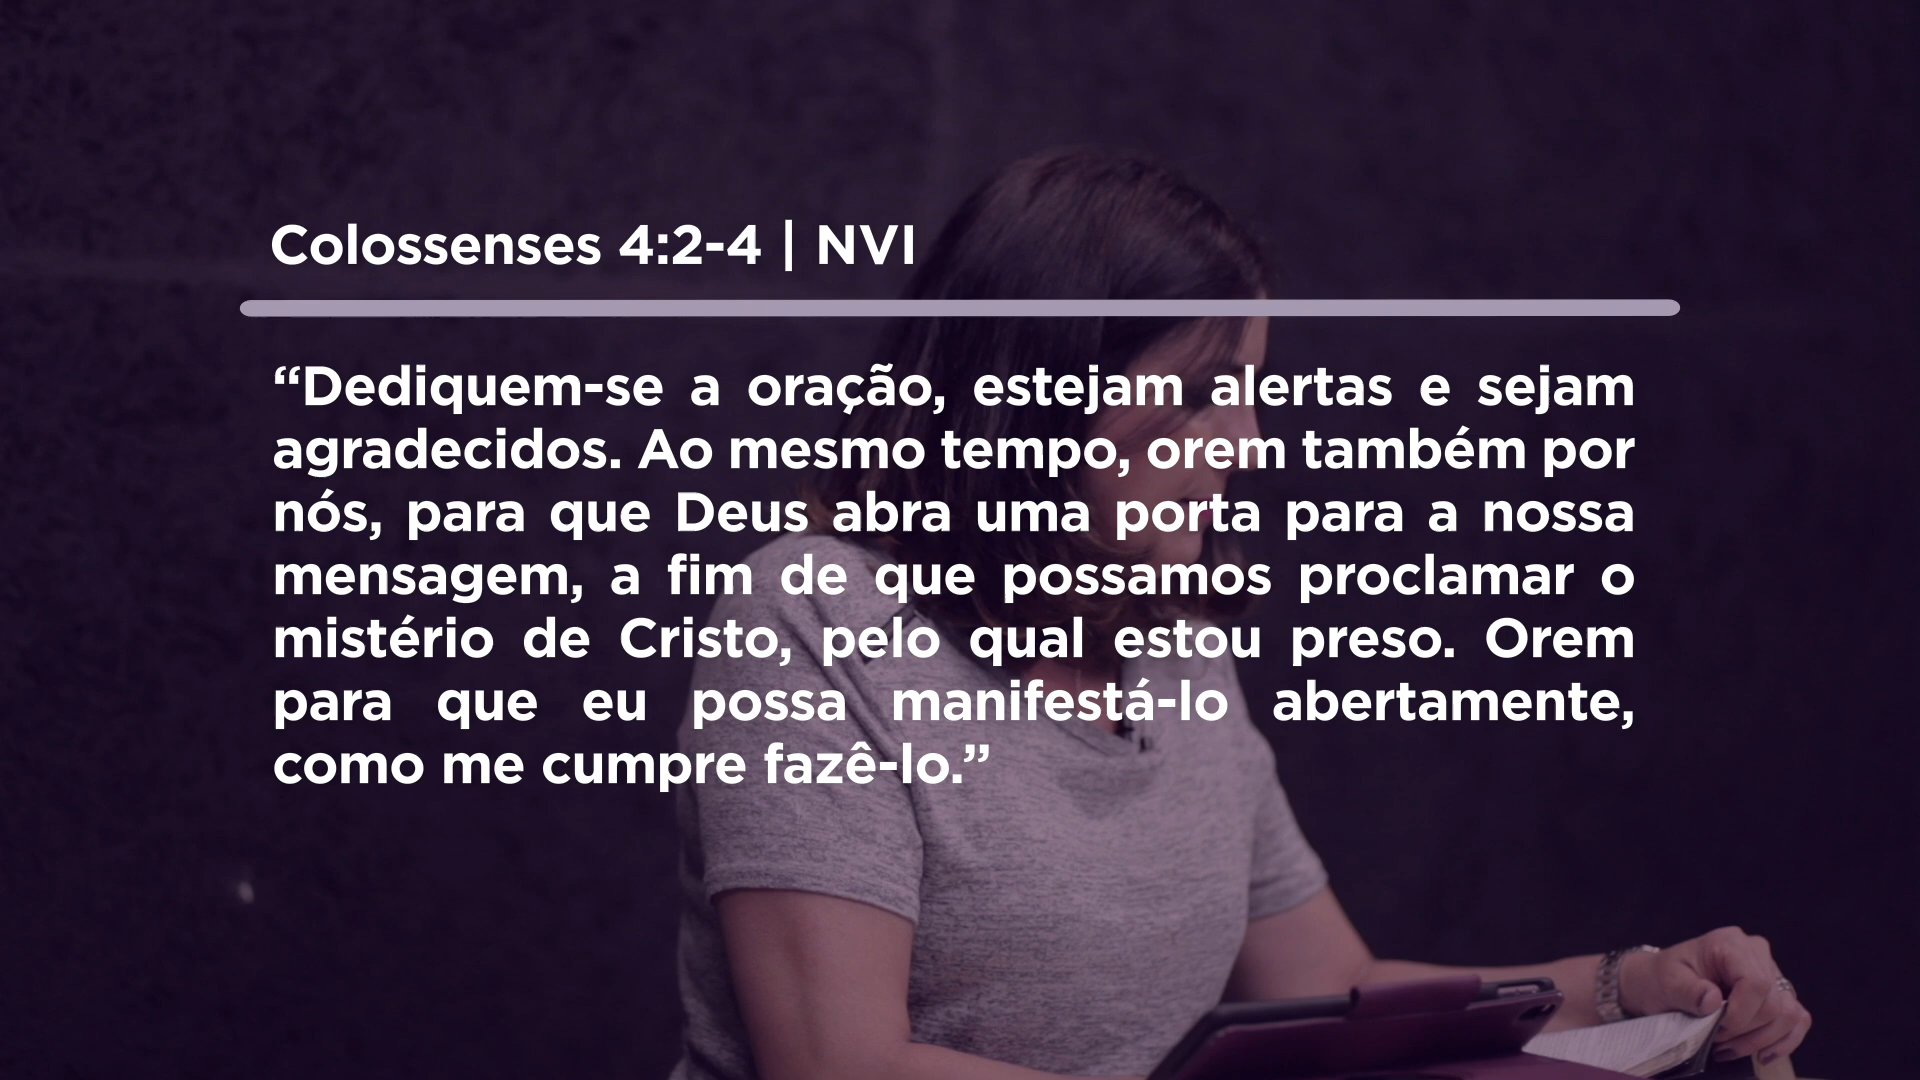 Colossenses 4:2-4 | NVI
“Dediquem-se a oração, estejam alertas e sejam
agradecidos. Ao mesmo tempo, orem também por
nós, para que Deus abra uma porta para a nossa
mensagem, a fim de que possamos proclamar o
mistério de Cristo, pelo qual estou preso. Orem
para que eu possa manifestá-lo abertamente,
como me cumpre fazê-lo.”